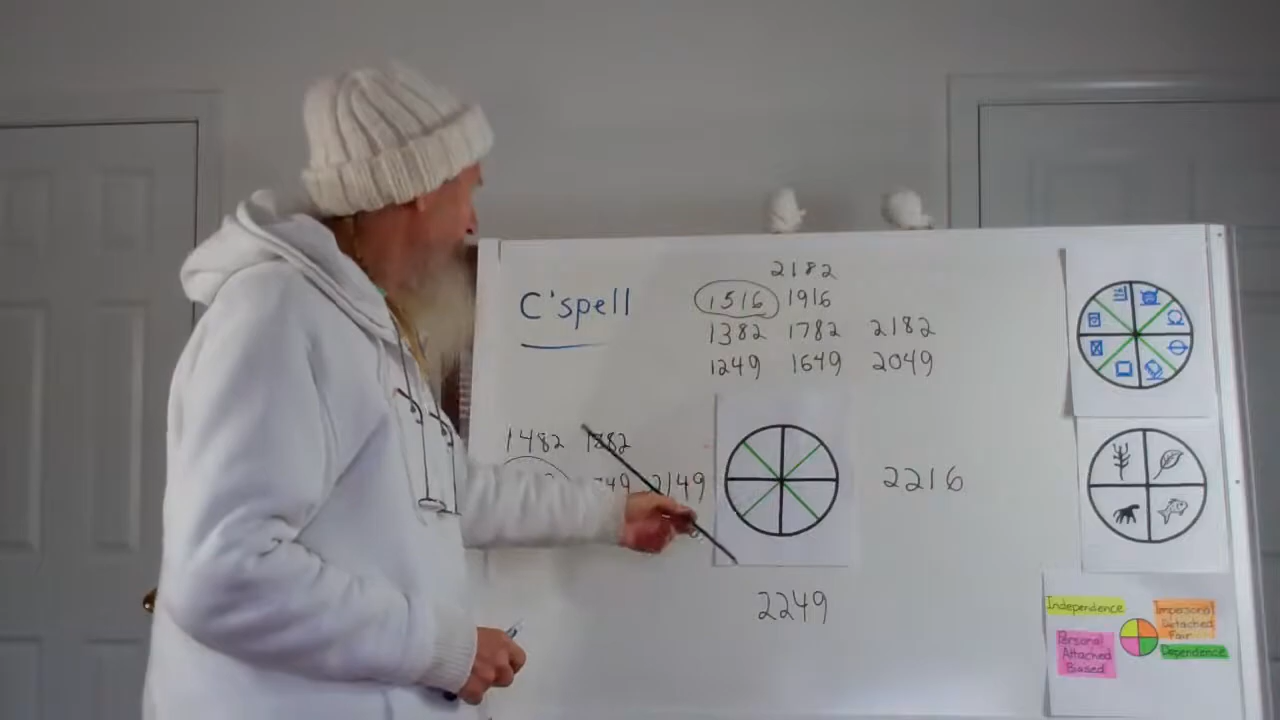 C'spell
2182
1516 1916
1382 1782 2182
1249 1649 2049
1482 1882
2149
2216
2249
Independence
Impersonal
Detached
Fair
Personal
Attached
Biased
Dependence